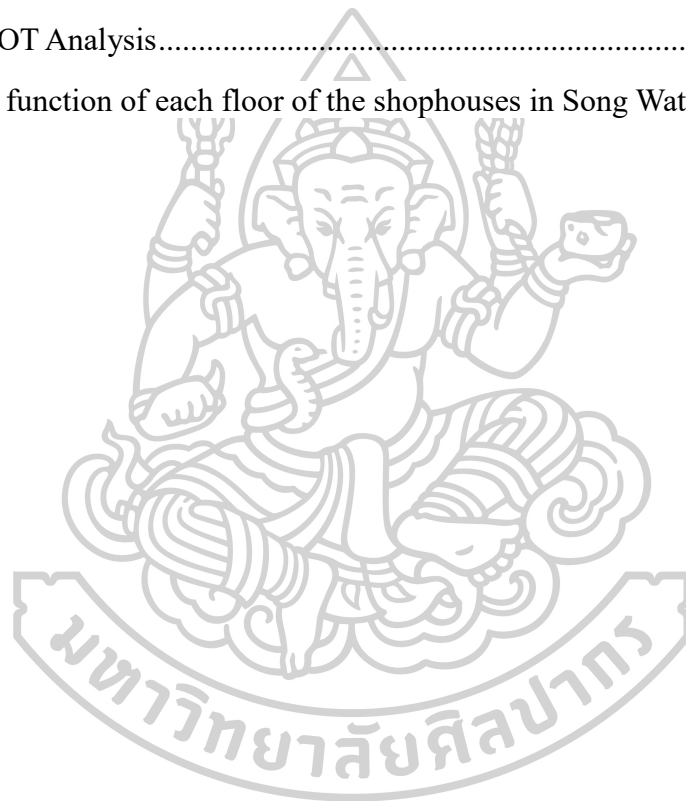 OT Analysis.................................................................
function of each floor of the shophouses in Song Wat
มหาวิทยาลัยศิลปากร